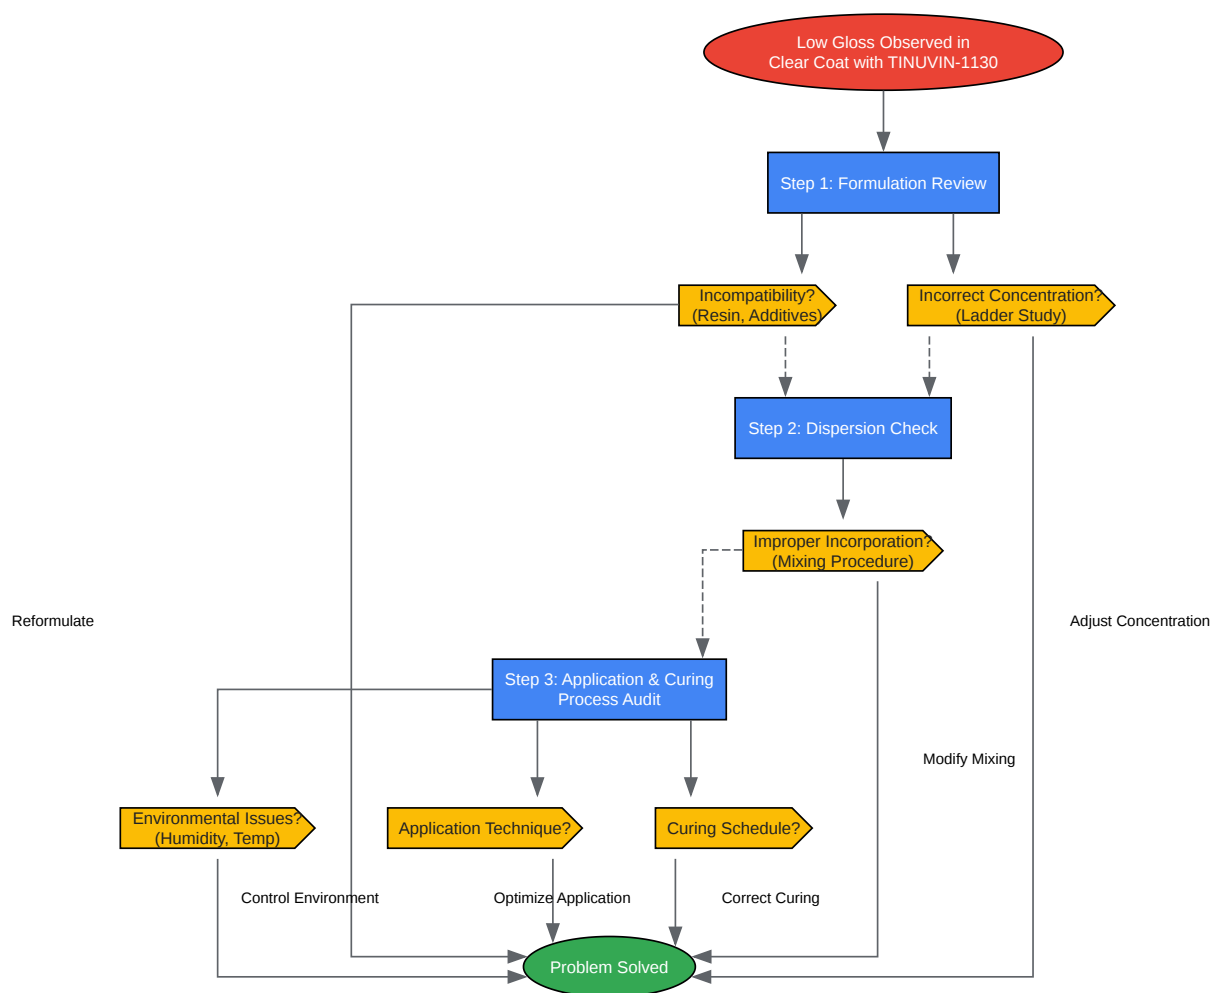 Low Gloss Observed in
Clear Coat with TINUVIN-1130
Step 1: Formulation Review
Incompatibility?
(Resin, Additives)
Incorrect Concentration?
(Ladder Study)
Step 2: Dispersion Check
Improper Incorporation?
(Mixing Procedure)
Reformulate
Adjust Concentration
Step 3: Application & Curing
Process Audit
Modify Mixing
Environmental Issues?
(Humidity, Temp)
Application Technique?
Curing Schedule?
Control Environment
Optimize Application
Correct Curing
Problem Solved